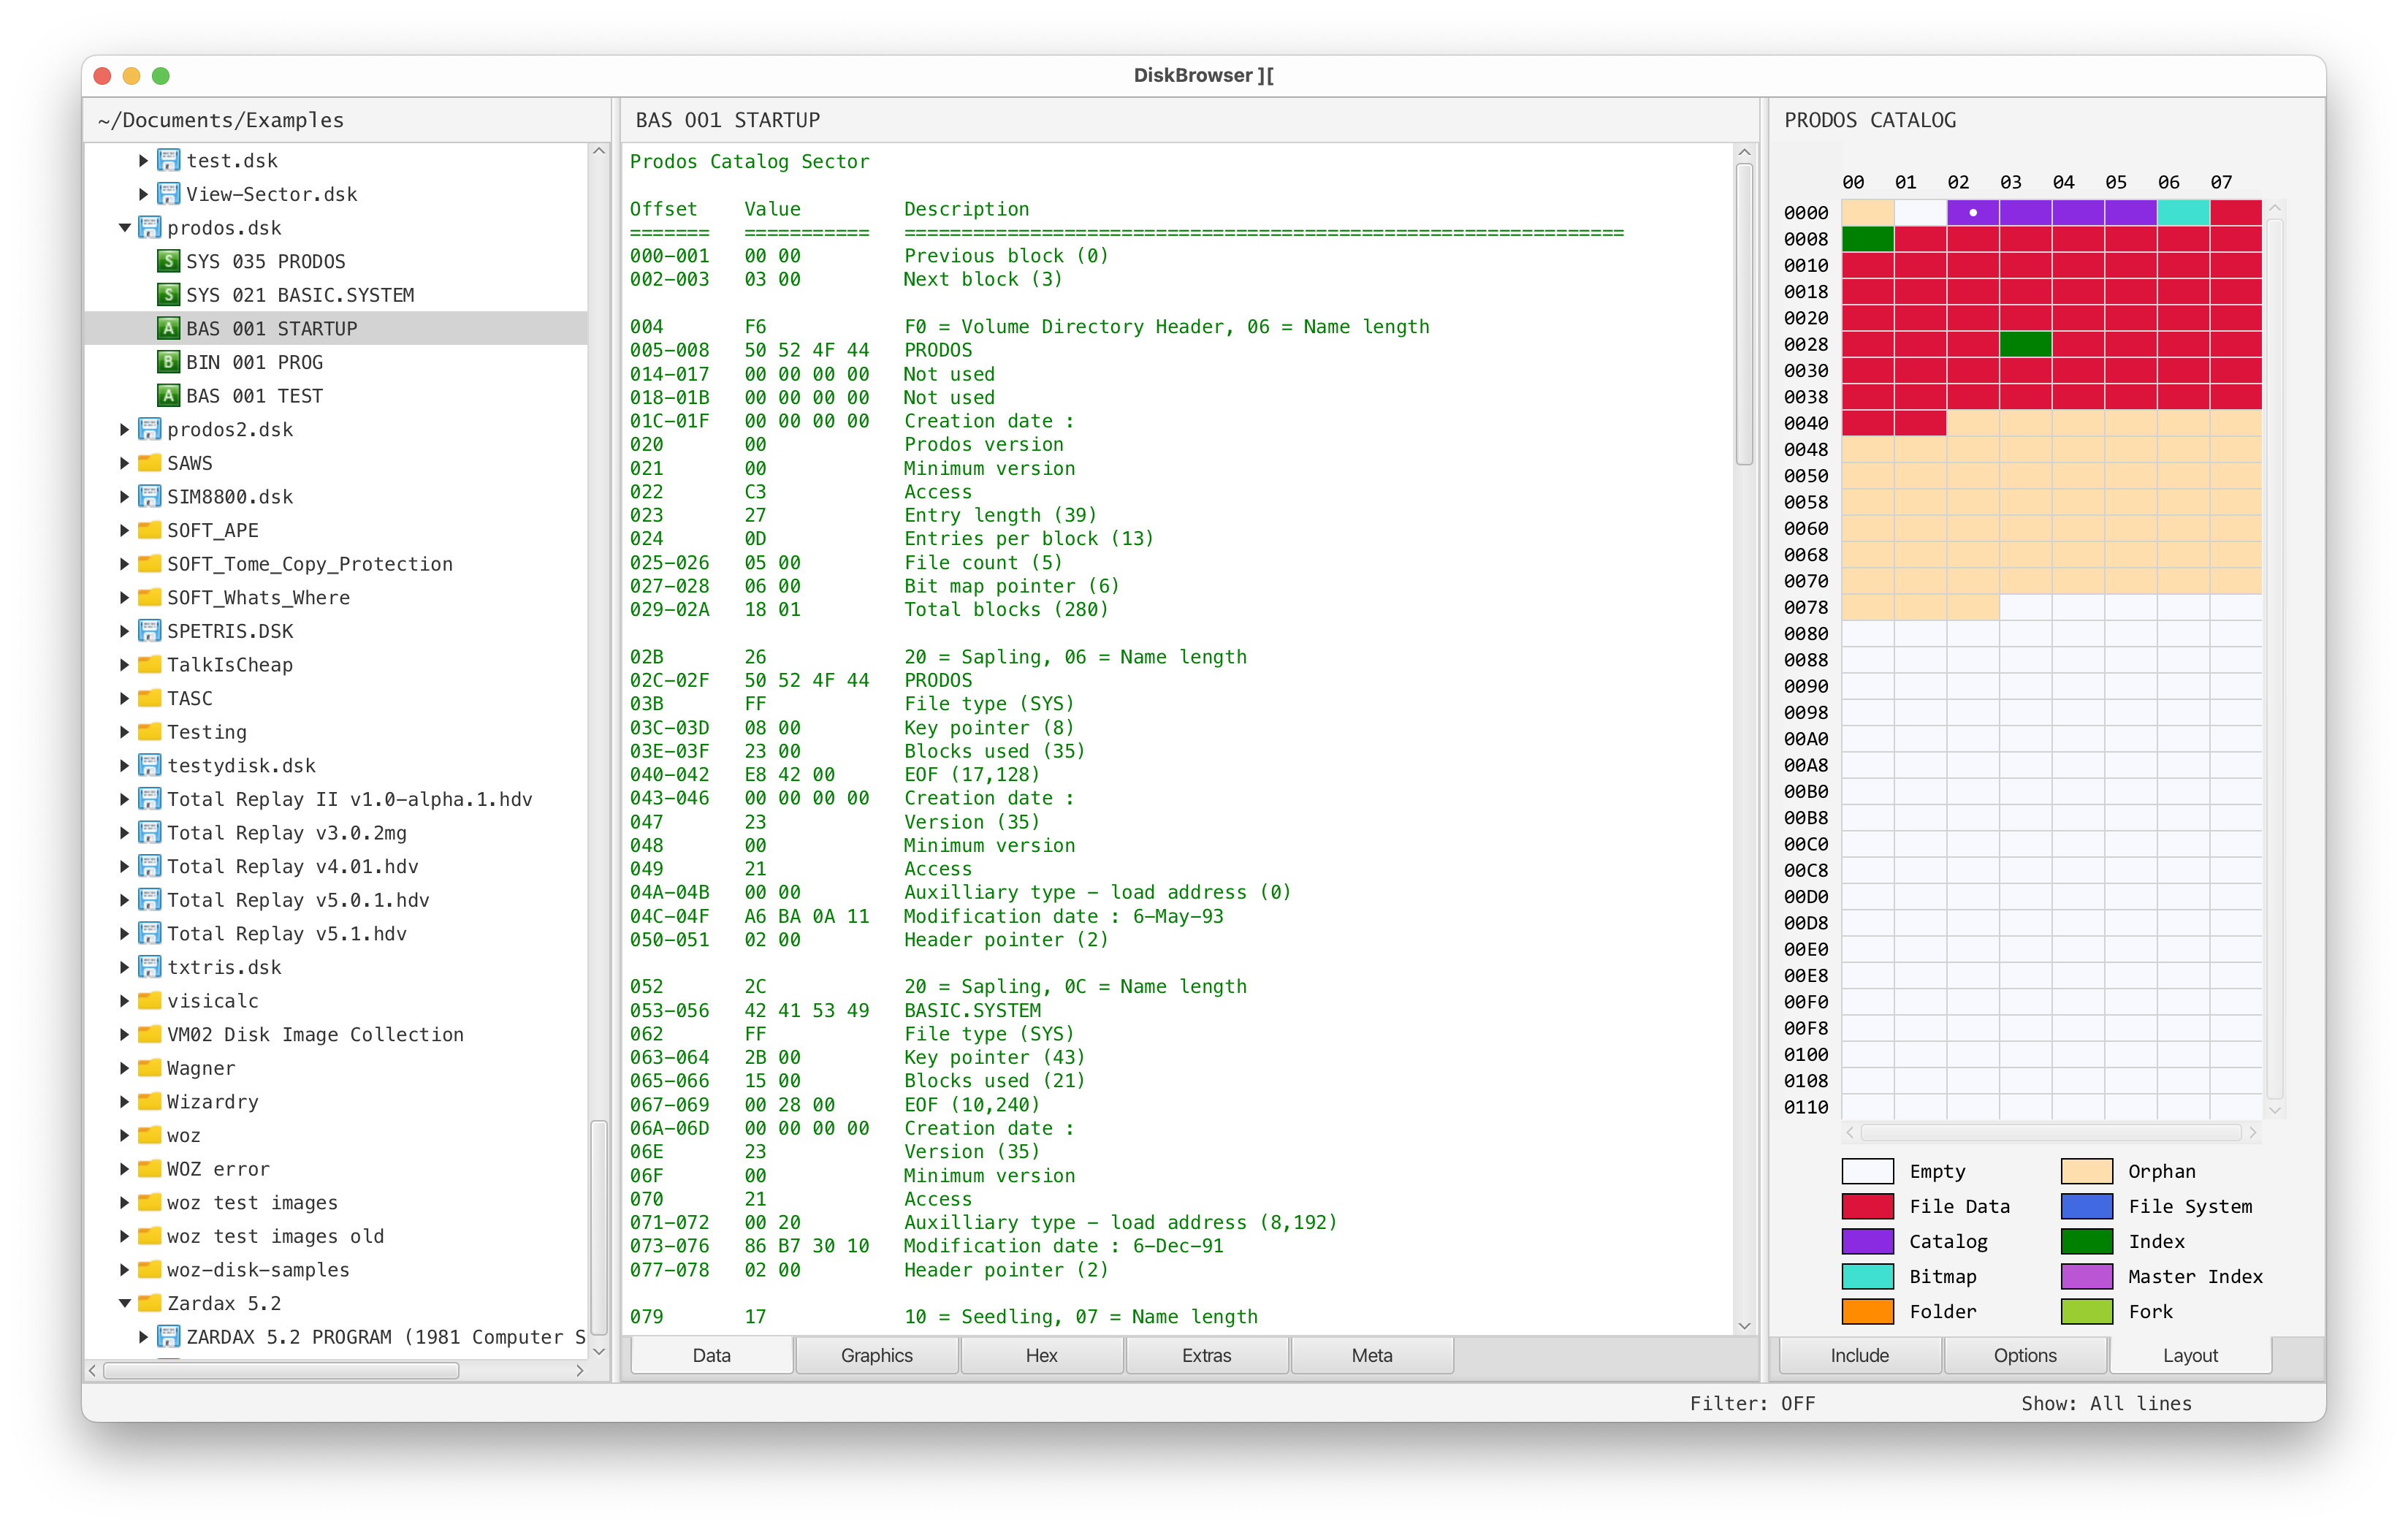 DiskBrowser ][
~/Documents/Examples
test.dsk
View-Sector.dsk
prodos.dsk
S SYS 035 PRODOS
S SYS 021 BASIC.SYSTEM
A BAS 001 STARTUP
B BIN 001 PROG
A BAS 001 TEST
prodos2.dsk
SAWS
SIM8800.dsk
SOFT_APE
SOFT_Tome_Copy_Protection
SOFT_Whats_Where
SPETRIS.DSK
TalkIsCheap
TASC
Testing
testydisk.dsk
Total Replay II v1.0-alpha.1.hdv
Total Replay v3.0.2mg
Total Replay v4.01.hdv
Total Replay v5.0.1.hdv
Total Replay v5.1.hdv
txtris.dsk
visicalc
VM02 Disk Image Collection
Wagner
Wizardry
woz
WOZ error
woz test images
woz test images old
woz-disk-samples
Zardax 5.2
ZARDAX 5.2 PROGRAM (1981 Computer S
BAS 001 STARTUP
Prodos Catalog Sector
Offset Value Description
======= =========== ===============================================================
000-001 00 00 Previous block (0)
002-003 03 00 Next block (3)
004 F6 F0 = Volume Directory Header, 06 = Name length
005-008 50 52 4F 44 PRODOS
014-017 00 00 00 00 Not used
018-01B 00 00 00 00 Not used
01C-01F 00 00 00 00 Creation date :
020 00 Prodos version
021 00 Minimum version
022 C3 Access
023 27 Entry length (39)
024 0D Entries per block (13)
025-026 05 00 File count (5)
027-028 06 00 Bit map pointer (6)
029-02A 18 01 Total blocks (280)
02B 26 20 = Sapling, 06 = Name length
02C-02F 50 52 4F 44 PRODOS
03B FF File type (SYS)
03C-03D 08 00 Key pointer (8)
03E-03F 23 00 Blocks used (35)
040-042 E8 42 00 EOF (17,128)
043-046 00 00 00 00 Creation date :
047 23 Version (35)
048 00 Minimum version
049 21 Access
04A-04B 00 00 Auxilliary type - load address (0)
04C-04F A6 BA 0A 11 Modification date : 6-May-93
050-051 02 00 Header pointer (2)
052 2C 20 = Sapling, 0C = Name length
053-056 42 41 53 49 BASIC.SYSTEM
062 FF File type (SYS)
063-064 2B 00 Key pointer (43)
065-066 15 00 Blocks used (21)
067-069 00 28 00 EOF (10,240)
06A-06D 00 00 00 00 Creation date :
06E 23 Version (35)
06F 00 Minimum version
070 21 Access
071-072 00 20 Auxilliary type - load address (8,192)
073-076 86 B7 30 10 Modification date : 6-Dec-91
077-078 02 00 Header pointer (2)
079 17 10 = Seedling, 07 = Name length
Data Graphics Hex Extras Meta
PRODOS CATALOG
00 01 02 03 04 05 06 07
0000
0008
0010
0018
0020
0028
0030
0038
0040
0048
0050
0058
0060
0068
0070
0078
0080
0088
0090
0098
00A0
00A8
00B0
00B8
00C0
00C8
00D0
00D8
00E0
00E8
00F0
00F8
0100
0108
0110
Empty Orphan
File Data File System
Catalog Index
Bitmap Master Index
Folder Fork
Include Options Layout
Filter: OFF Show: All lines